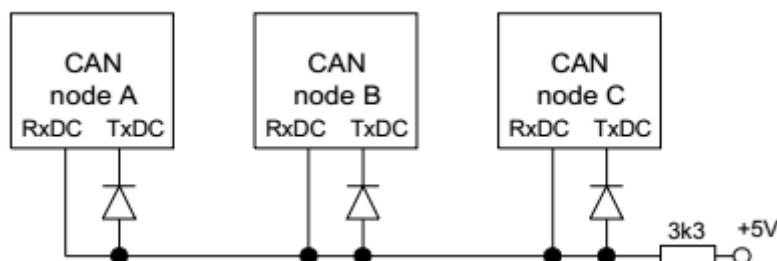 CAN
node A
RxDC TxDC
CAN
node B
RxDC TxDC
CAN
node C
RxDC TxDC
3k3 +5V